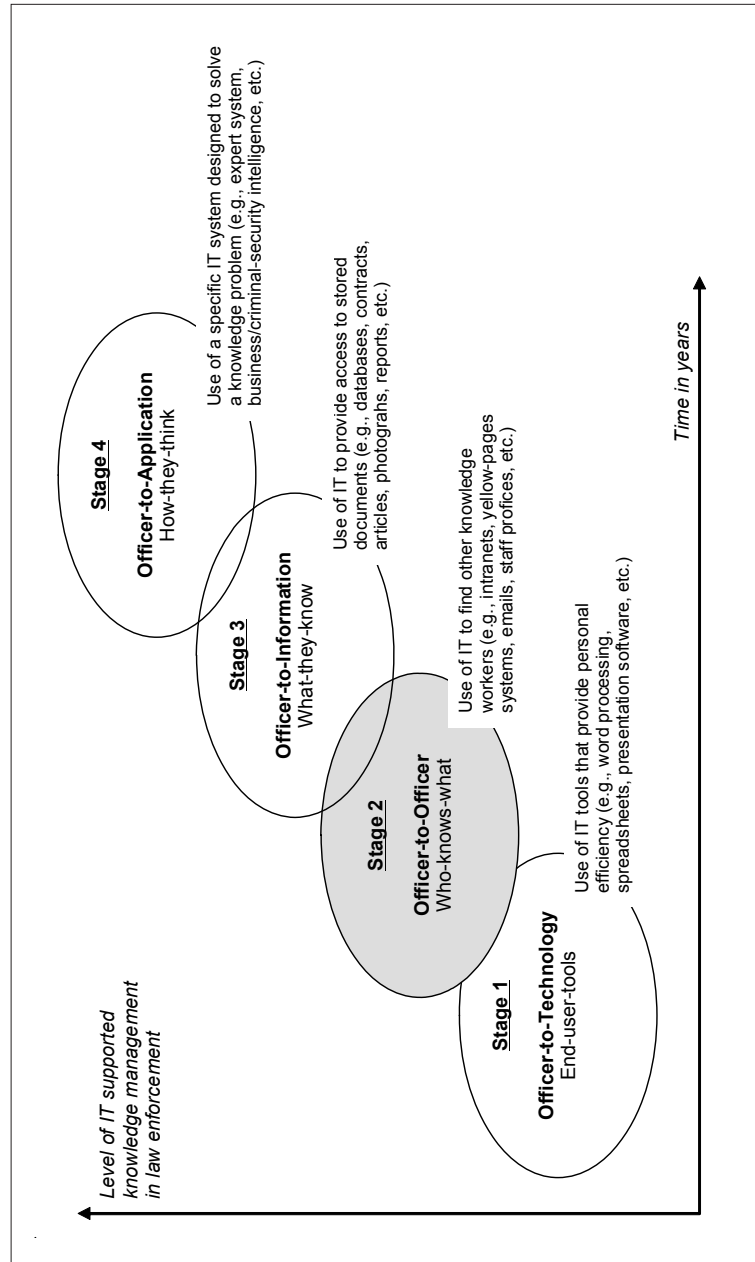 Level of IT supported
knowledge management
in law enforcement
Stage 4
Officer-to-Application
How-they-think
Use of a specific IT system designed to solve
a knowledge problem (e.g., expert system,
business/criminal-security intelligence, etc.)
Stage 3
Officer-to-Information
What-they-know
Use of IT to provide access to stored
documents (e.g., databases, contracts,
articles, photograhs, reports, etc.)
Stage 2
Officer-to-Officer
Who-knows-what
Use of IT to find other knowledge
workers (e.g., intranets, yellow-pages
systems, emails, staff profices, etc.)
Stage 1
Officer-to-Technology
End-user-tools
Use of IT tools that provide personal
efficiency (e.g., word processing,
spreadsheets, presentation software, etc.)
Time in years